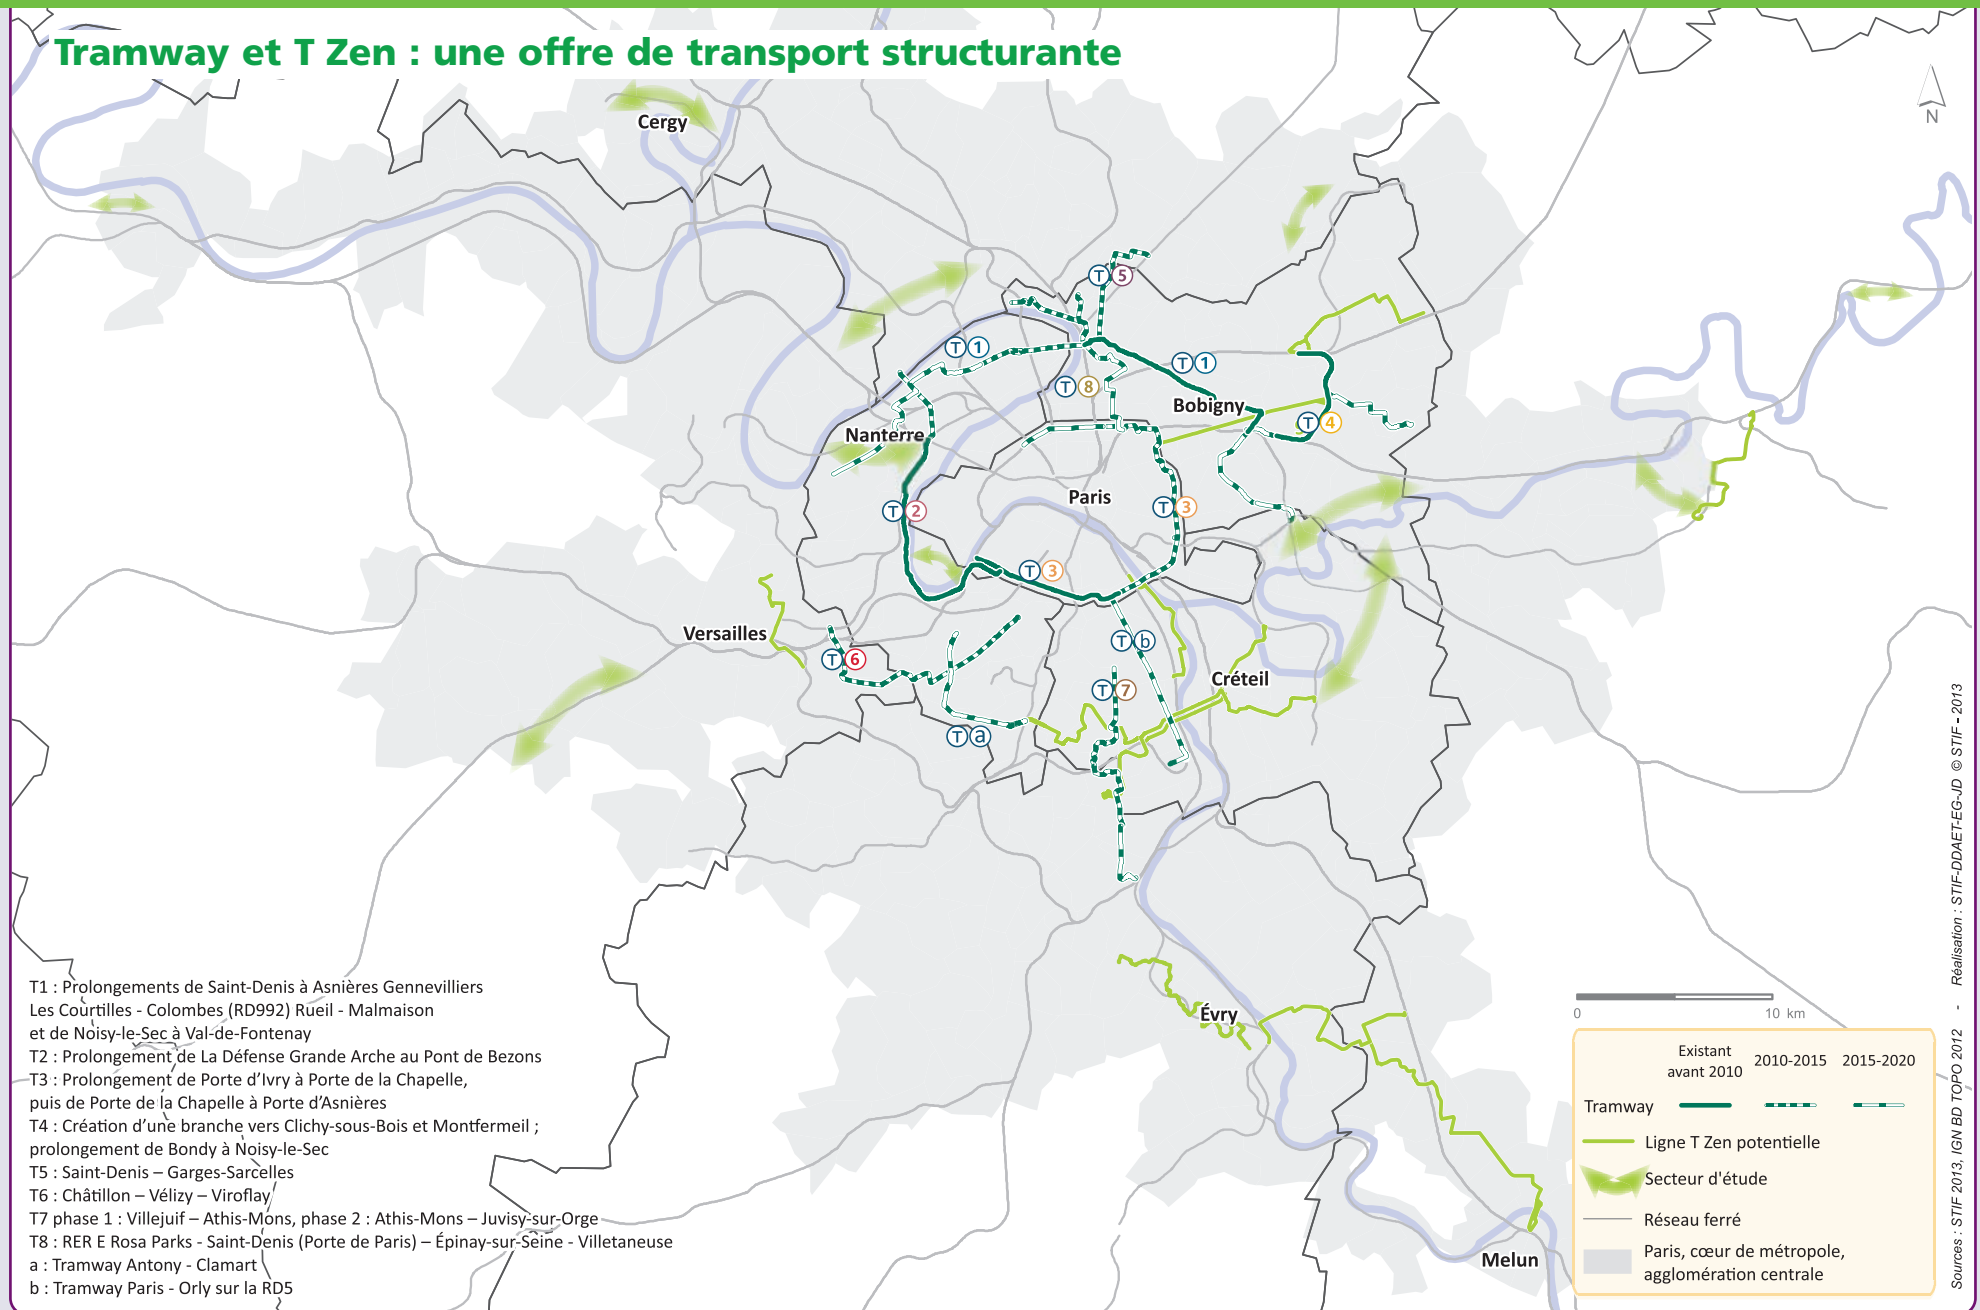 Tramway et T Zen : une offre de transport structurante
N
Cergy
T 5
T 1
T 1
T 8
Bobigny
T 4
Nanterre
Paris
T 2
T 3
T 3
Versailles
T 6
T b
Créteil
T 7
T a
Évry
Melun
T1 : Prolongements de Saint-Denis à Asnières Gennevilliers
Les Courtilles - Colombes (RD992) Rueil - Malmaison
et de Noisy-le-Sec à Val-de-Fontenay
T2 : Prolongement de La Défense Grande Arche au Pont de Bezons
T3 : Prolongement de Porte d'Ivry à Porte de la Chapelle,
puis de Porte de la Chapelle à Porte d'Asnières
T4 : Création d'une branche vers Clichy-sous-Bois et Montfermeil ;
prolongement de Bondy à Noisy-le-Sec
T5 : Saint-Denis – Garges-Sarcelles
T6 : Châtillon – Vélizy – Viroflay
T7 phase 1 : Villejuif – Athis-Mons, phase 2 : Athis-Mons – Juvisy-sur-Orge
T8 : RER E Rosa Parks - Saint-Denis (Porte de Paris) – Épinay-sur-Seine - Villetaneuse
a : Tramway Antony - Clamart
b : Tramway Paris - Orly sur la RD5
0 10 km
Existant
avant 2010 2010-2015 2015-2020
Tramway
Ligne T Zen potentielle
Secteur d'étude
Réseau ferré
Paris, cœur de métropole,
agglomération centrale
Sources : STIF 2013, IGN BD TOPO 2012 - Réalisation : STIF-DDAET-EG-JD © STIF - 2013